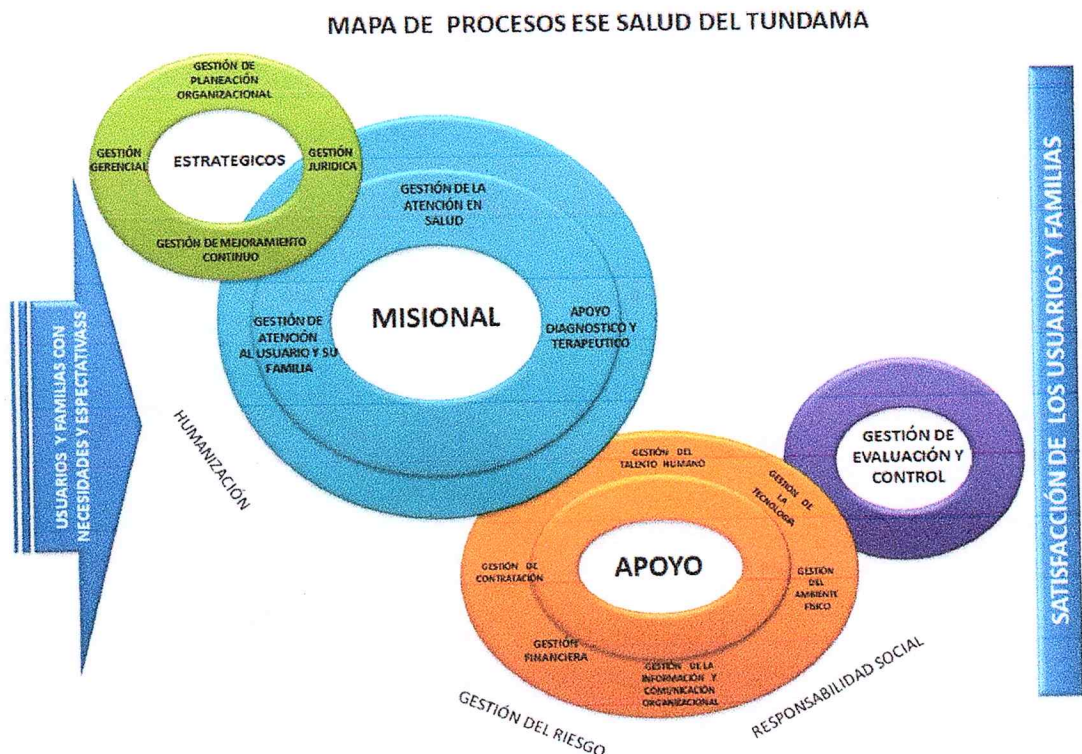 MAPA DE PROCESOS ESE SALUD DEL TUNDAMA
GESTIÓN DE
PLANEACIÓN
ORGANIZACIONAL
GESTIÓN
GERENCIAL
ESTRATEGICOS
GESTIÓN
JURIDICA
GESTIÓN DE MEJORAMIENTO
CONTINUO
GESTIÓN DE LA
ATENCIÓN EN
SALUD
MISIONAL
GESTIÓN DE
ATENCIÓN
AL USUARIO Y SU
FAMILIA
APOYO
DIAGNOSTICO Y
TERAPEUTICO
USUARIOS Y FAMILIAS CON
NECESIDADES Y ESPECTATIVASS
HUMANIZACIÓN
GESTIÓN DEL
TALENTO HUMANO
GESTIÓN DE
LA
TECNOLOGIA
GESTIÓN DE
CONTRATACIÓN
APOYO
GESTIÓN
DEL
AMBIENTE
FISICO
GESTIÓN
FINANCIERA
GESTIÓN DE LA
INFORMACIÓN Y
COMUNICACIÓN
ORGANIZACIONAL
GESTIÓN DE
EVALUACIÓN Y
CONTROL
GESTIÓN DEL RIESGO
RESPONSABILIDAD SOCIAL
SATISFACCIÓN DE LOS USUARIOS Y FAMILIAS